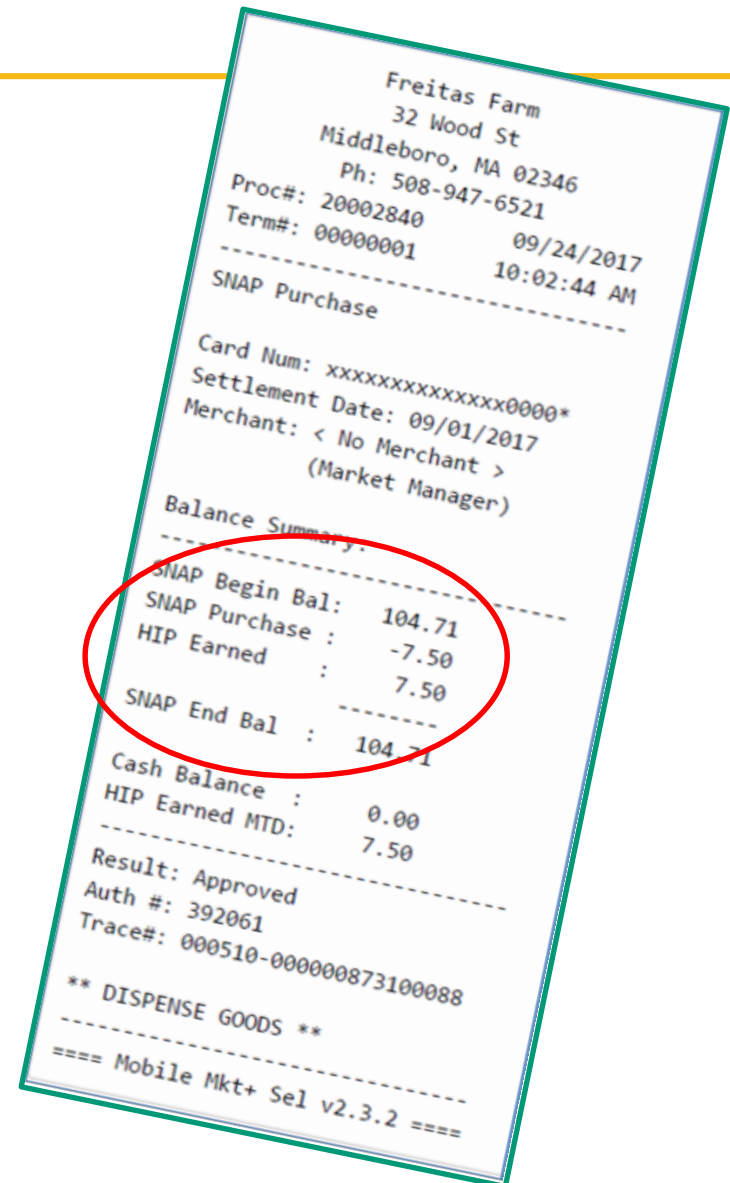 Freitas Farm
32 Wood St
Middleboro, MA 02346
Ph: 508-947-6521
Proc#: 20002840 09/24/2017
Term#: 00000001 10:02:44 AM
-------------------------------
SNAP Purchase
Card Num: xxxxxxxxxxxxxx0000*
Settlement Date: 09/01/2017
Merchant: < No Merchant >
(Market Manager)
Balance Summary:
-------------------------------
SNAP Begin Bal: 104.71
SNAP Purchase : -7.50
HIP Earned : 7.50
--------
SNAP End Bal : 104.71
Cash Balance : 0.00
HIP Earned MTD: 7.50
-------------------------------
Result: Approved
Auth #: 392061
Trace#: 000510-000000873100088
** DISPENSE GOODS **
-------------------------------
==== Mobile Mkt+ Sel v2.3.2 ====